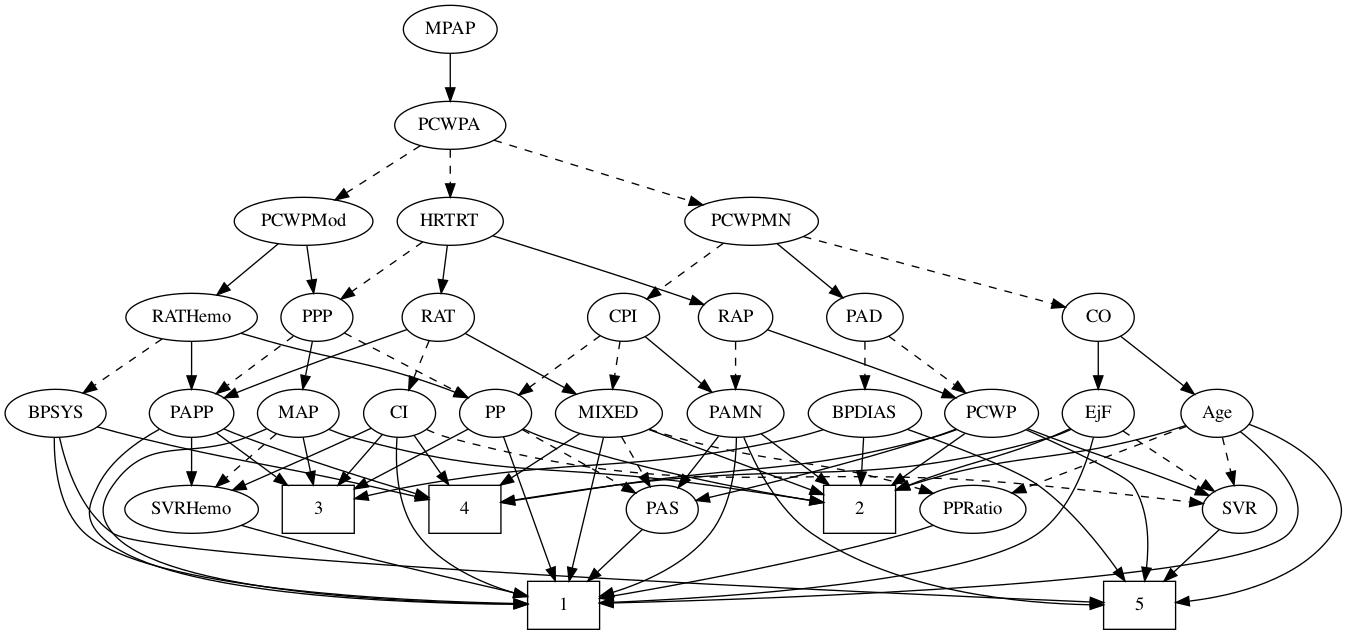 MPAP
PCWPA
PCWPMod
HRTRT
PCWPMN
RATHemo
PPP
RAT
CPI
RAP
PAD
CO
BPSYS
PAPP
MAP
CI
PP
MIXED
PAMN
BPDIAS
PCWP
EjF
Age
SVRHemo
3
4
PAS
2
PPRatio
SVR
1
5